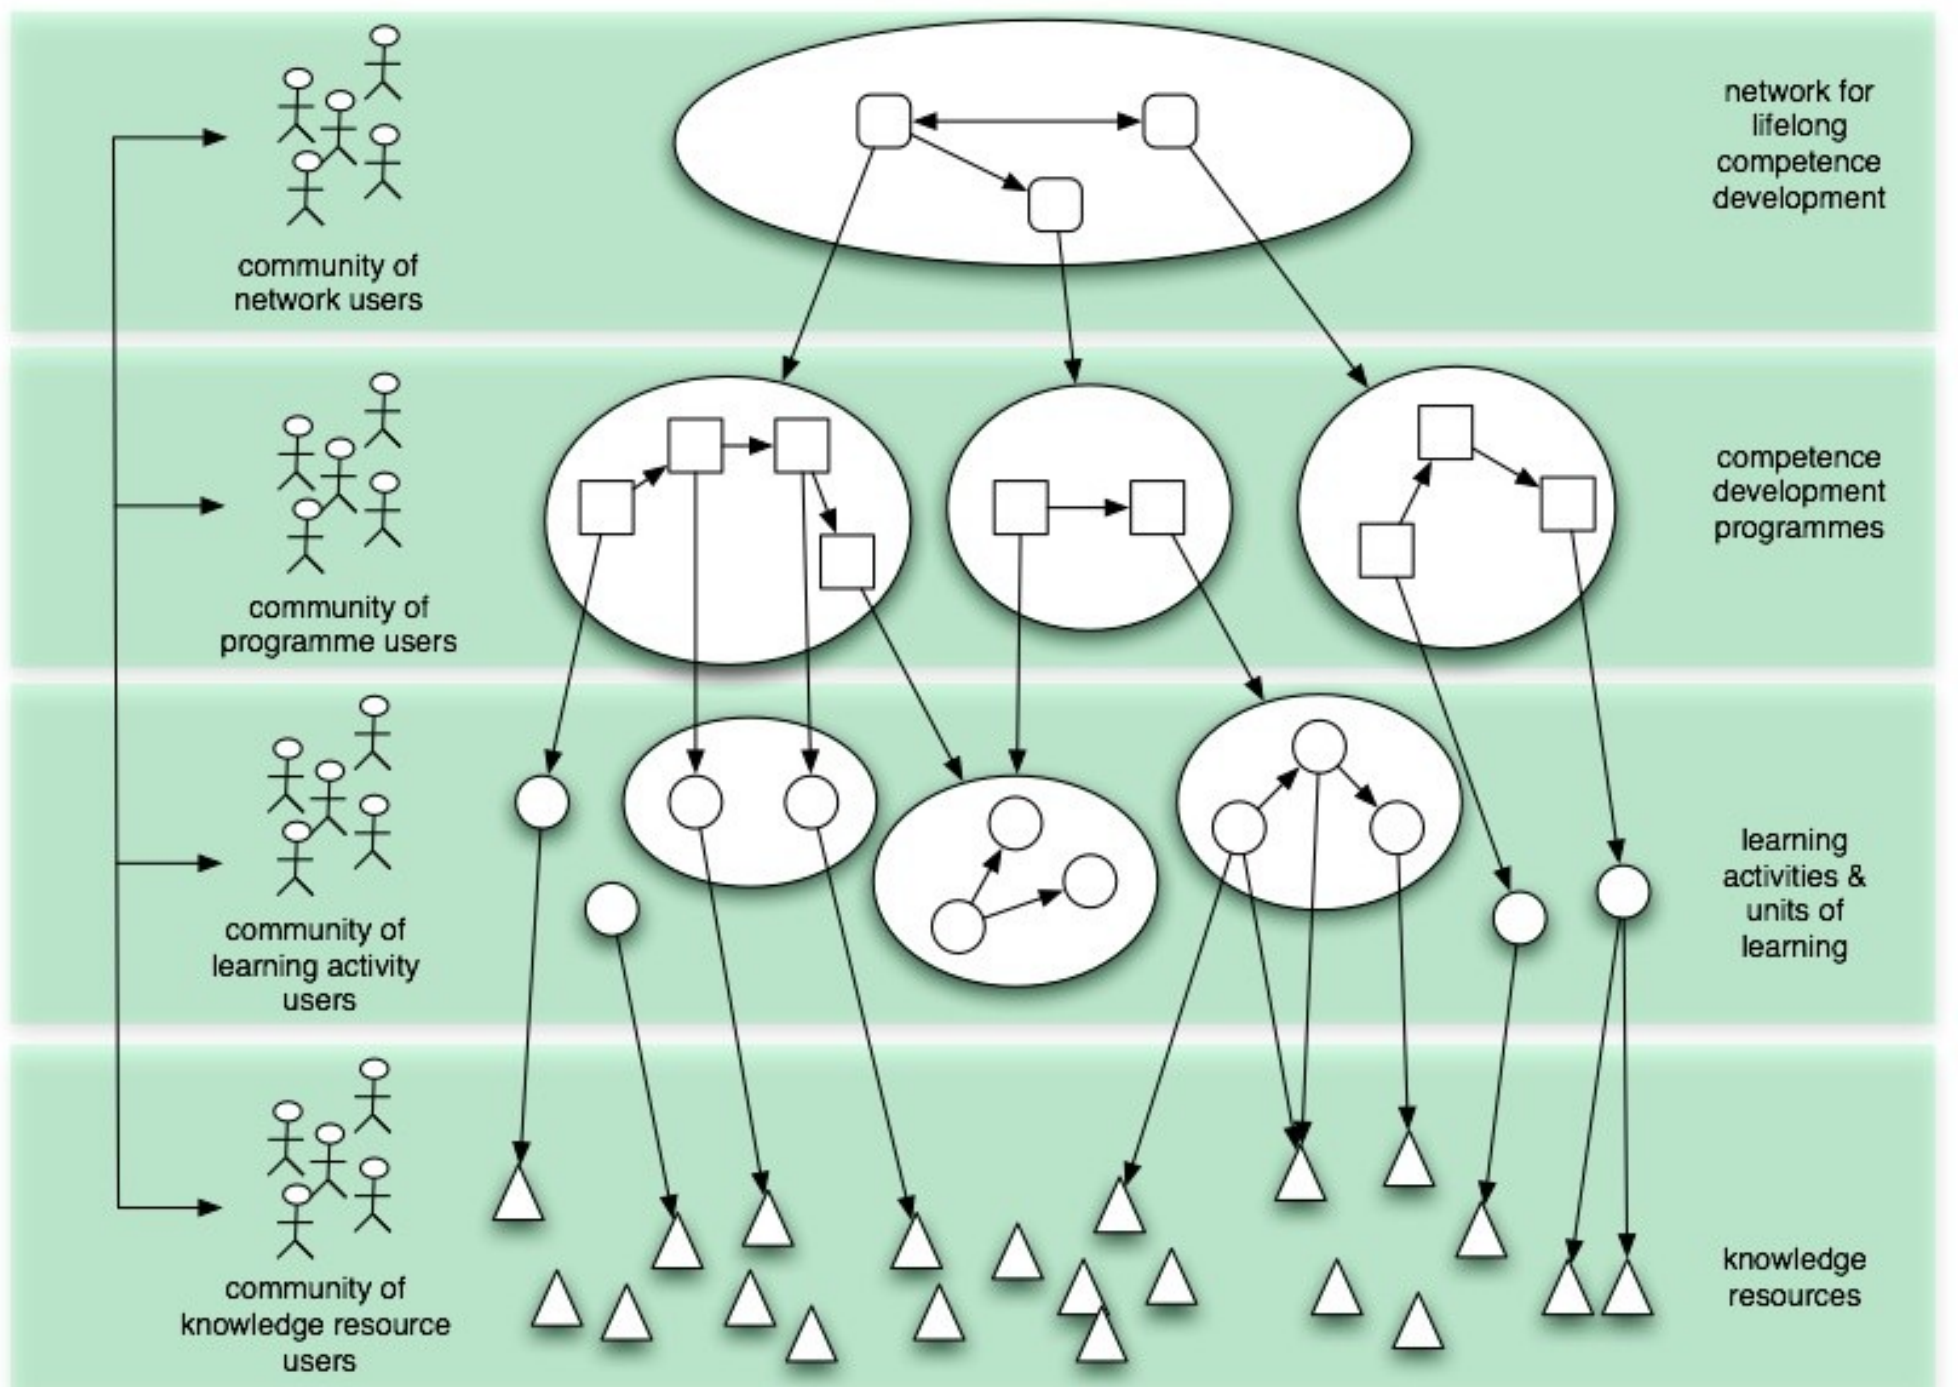 community of
network users
network for
lifelong
competence
development
community of
programme users
competence
development
programmes
community of
learning activity
users
learning
activities &
units of
learning
community of
knowledge resource
users
knowledge
resources